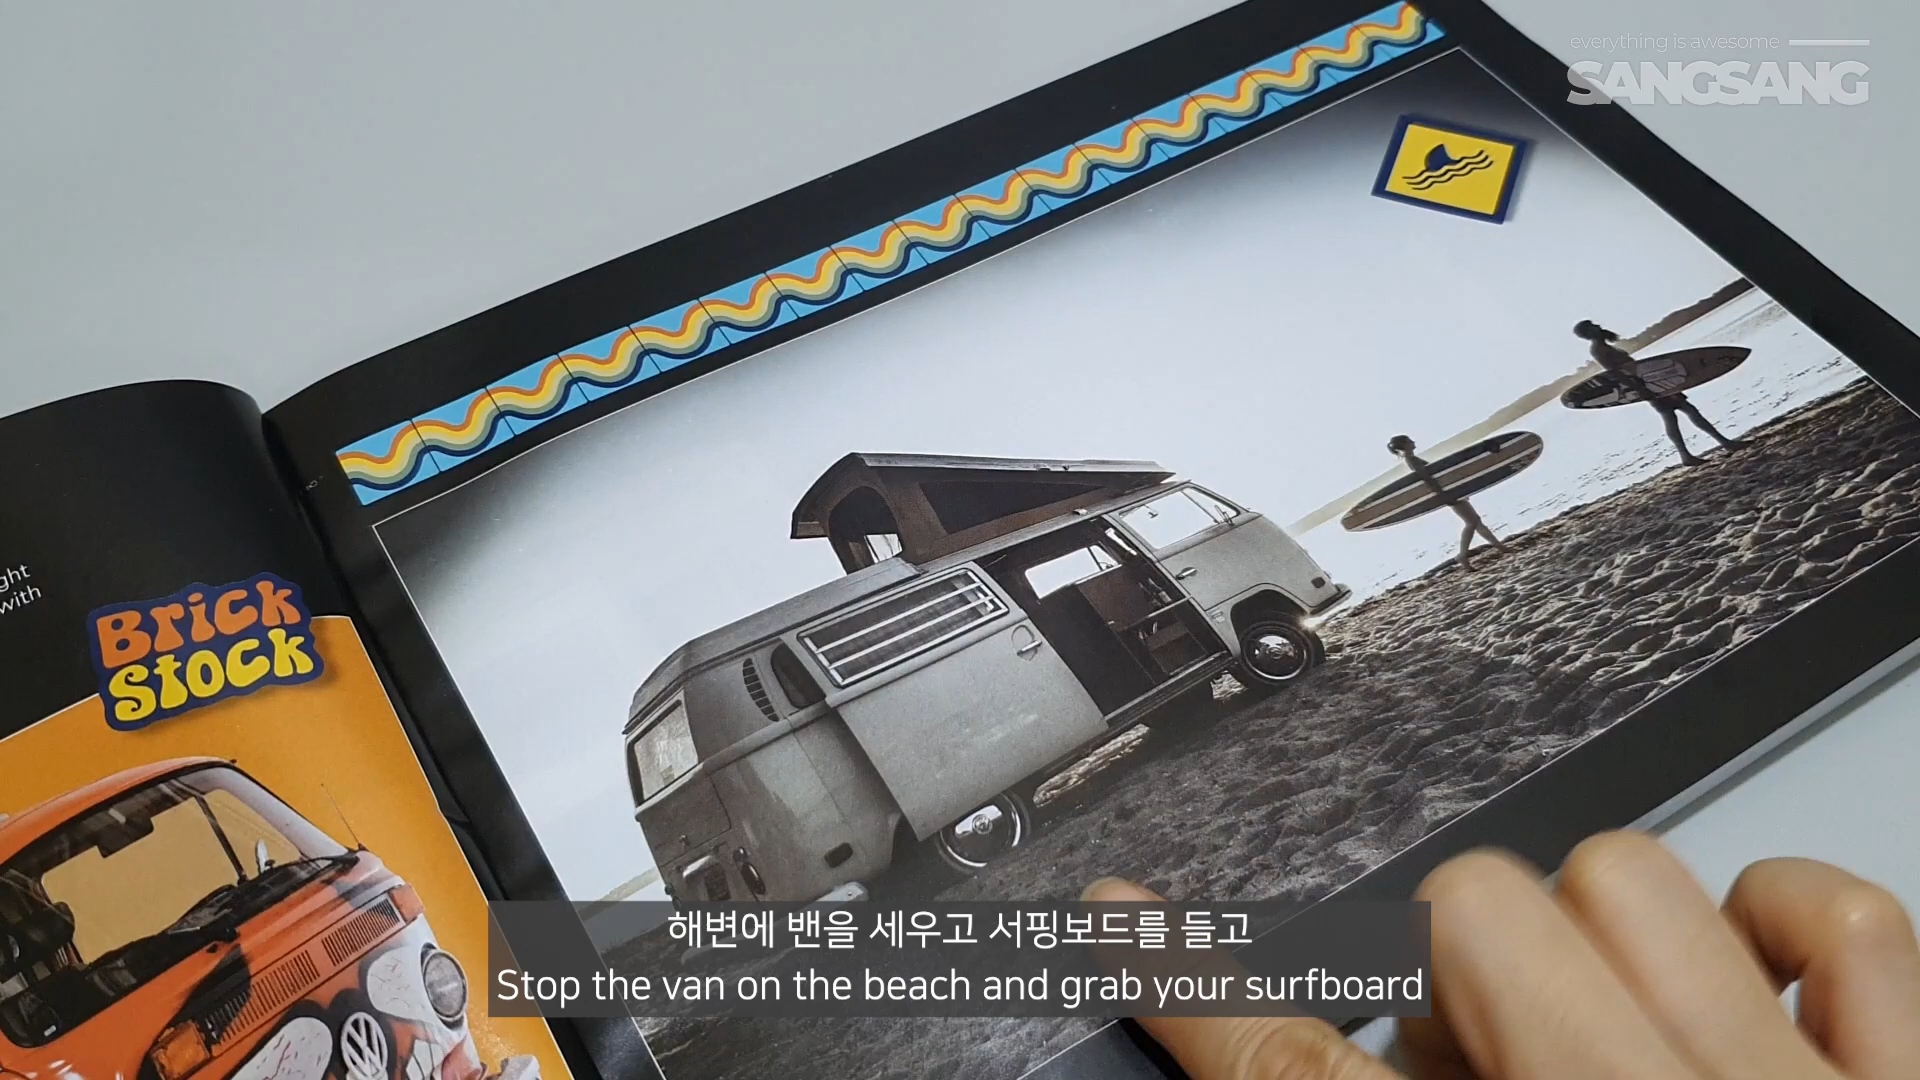 everything is awesome
SANGSANG
ght
with
Brick
Stock
해변에 밴을 세우고 서핑보드를 들고
Stop the van on the beach and grab your surfboard